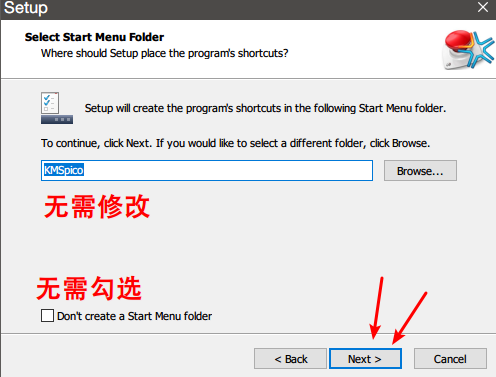 Setup
Select Start Menu Folder
Where should Setup place the program's shortcuts?
Setup will create the program's shortcuts in the following Start Menu folder.
To continue, click Next. If you would like to select a different folder, click Browse.
KMSpico
Browse...
无需修改
无需勾选
Don't create a Start Menu folder
< Back
Next >
Cancel